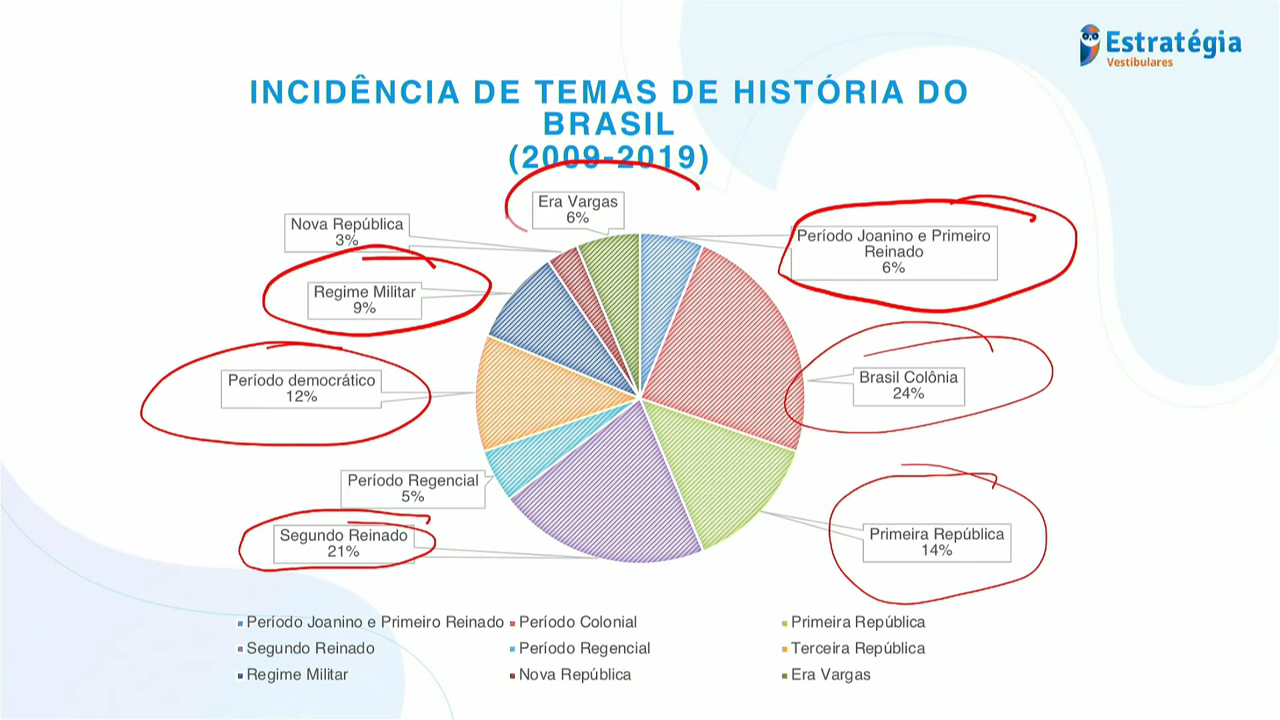 Estratégia
Vestibulares
INCIDÊNCIA DE TEMAS DE HISTÓRIA DO
BRASIL
(2009-2019)
Era Vargas
6%
Nova República
3%
Período Joanino e Primeiro
Reinado
6%
Regime Militar
9%
Brasil Colônia
24%
Período democrático
12%
Período Regencial
5%
Segundo Reinado
21%
Primeira República
14%
Período Joanino e Primeiro Reinado
Período Colonial
Primeira República
Segundo Reinado
Período Regencial
Terceira República
Regime Militar
Nova República
Era Vargas